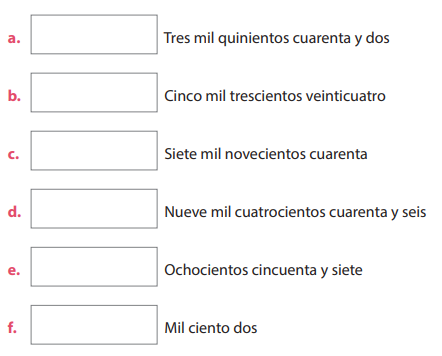 a. Tres mil quinientos cuarenta y dos
b. Cinco mil trescientos veinticuatro
c. Siete mil novecientos cuarenta
d. Nueve mil cuatrocientos cuarenta y seis
e. Ochocientos cincuenta y siete
f. Mil ciento dos